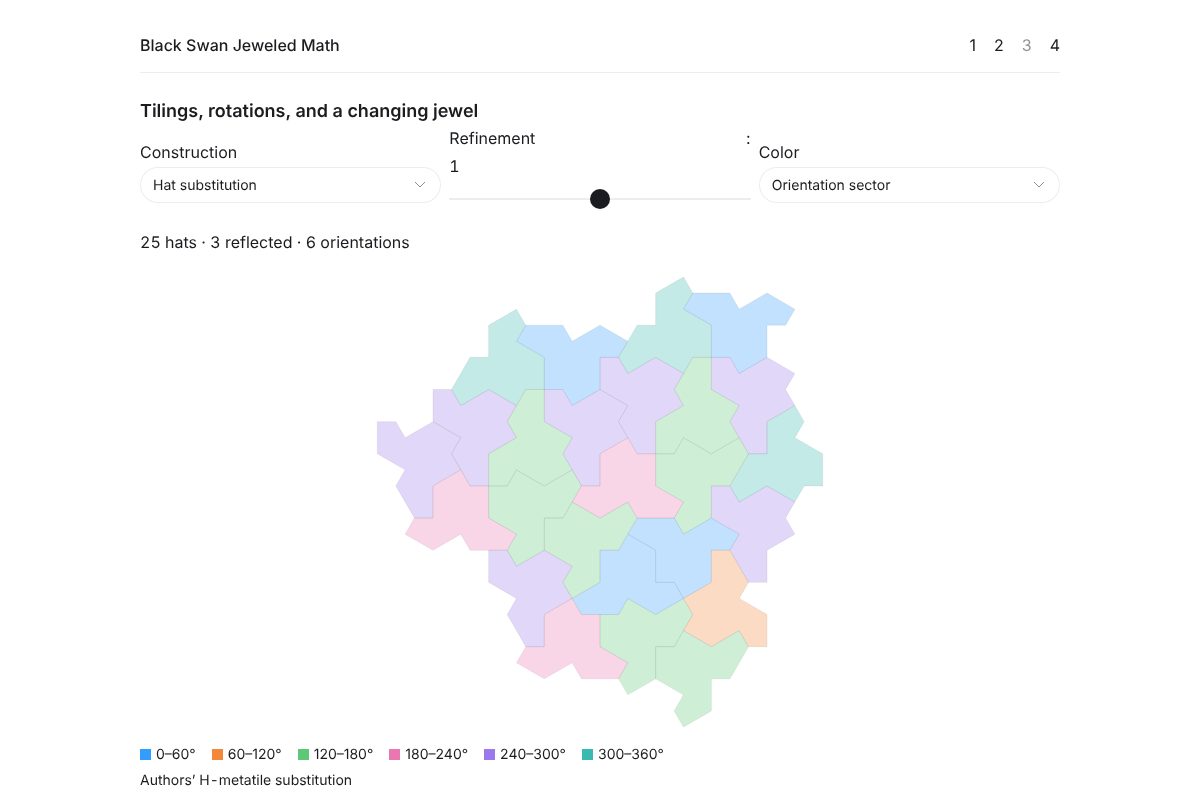 Black Swan Jeweled Math
1 2 3 4
Tilings, rotations, and a changing jewel
Construction
Hat substitution
Refinement :
1
Color
Orientation sector
25 hats · 3 reflected · 6 orientations
0–60° 60–120° 120–180° 180–240° 240–300° 300–360°
Authors’ H-metatile substitution